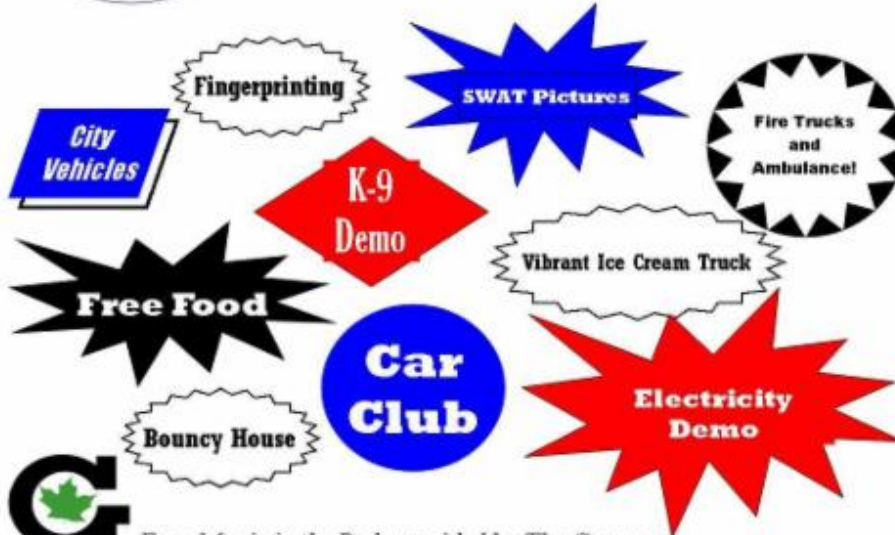 Fingerprinting
SWAT Pictures
City
Vehicles
Fire Trucks
and
Ambulance!
K-9
Demo
Vibrant Ice Cream Truck
Free Food
Car
Club
Electricity
Demo
Bouncy House